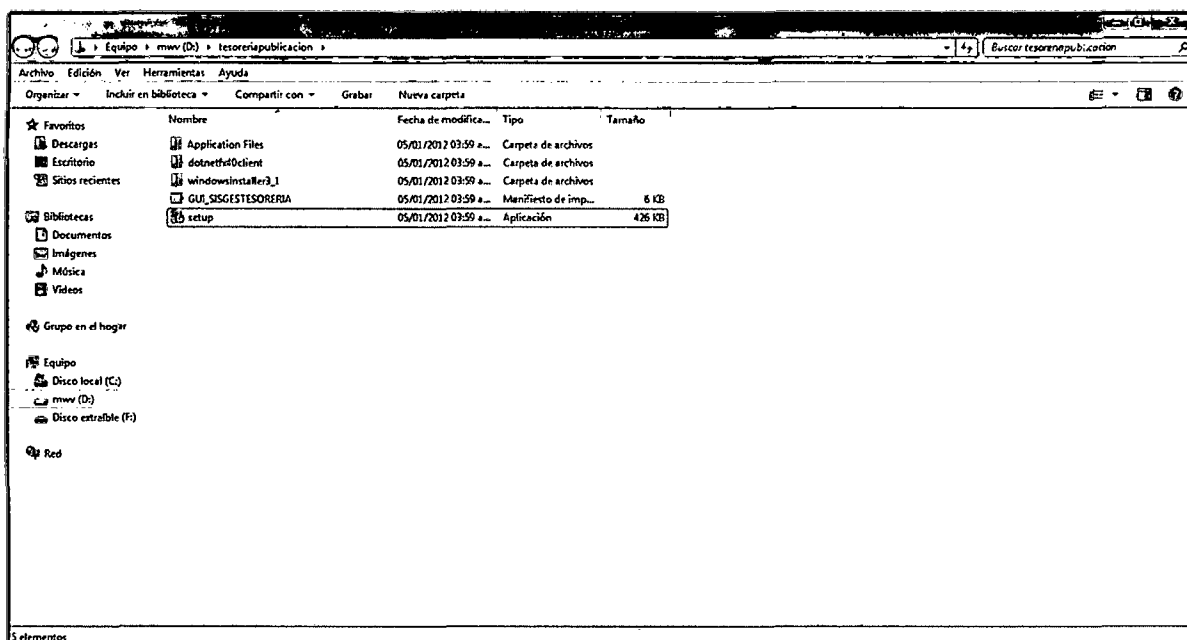 Equipo ▸ mwv (D:) ▸ tesoreriapublicacion ▸
Buscar tesoreriapublicacion
Archivo Edición Ver Herramientas Ayuda
Organizar Incluir en biblioteca Compartir con Grabar Nueva carpeta
Nombre Fecha de modifica... Tipo Tamaño
Favoritos
Descargas
Escritorio
Sitios recientes
Bibliotecas
Documentos
Imágenes
Música
Videos
Grupo en el hogar
Equipo
Disco local (C:)
mwv (D:)
Disco extraíble (F:)
Red
Application Files 05/01/2012 03:59 a... Carpeta de archivos
dotnetfx40client 05/01/2012 03:59 a... Carpeta de archivos
windowsinstaller3_1 05/01/2012 03:59 a... Carpeta de archivos
GUI_SISGESTESORERIA 05/01/2012 03:59 a... Manifiesto de imp... 6 KB
setup 05/01/2012 03:59 a... Aplicación 426 KB
5 elementos